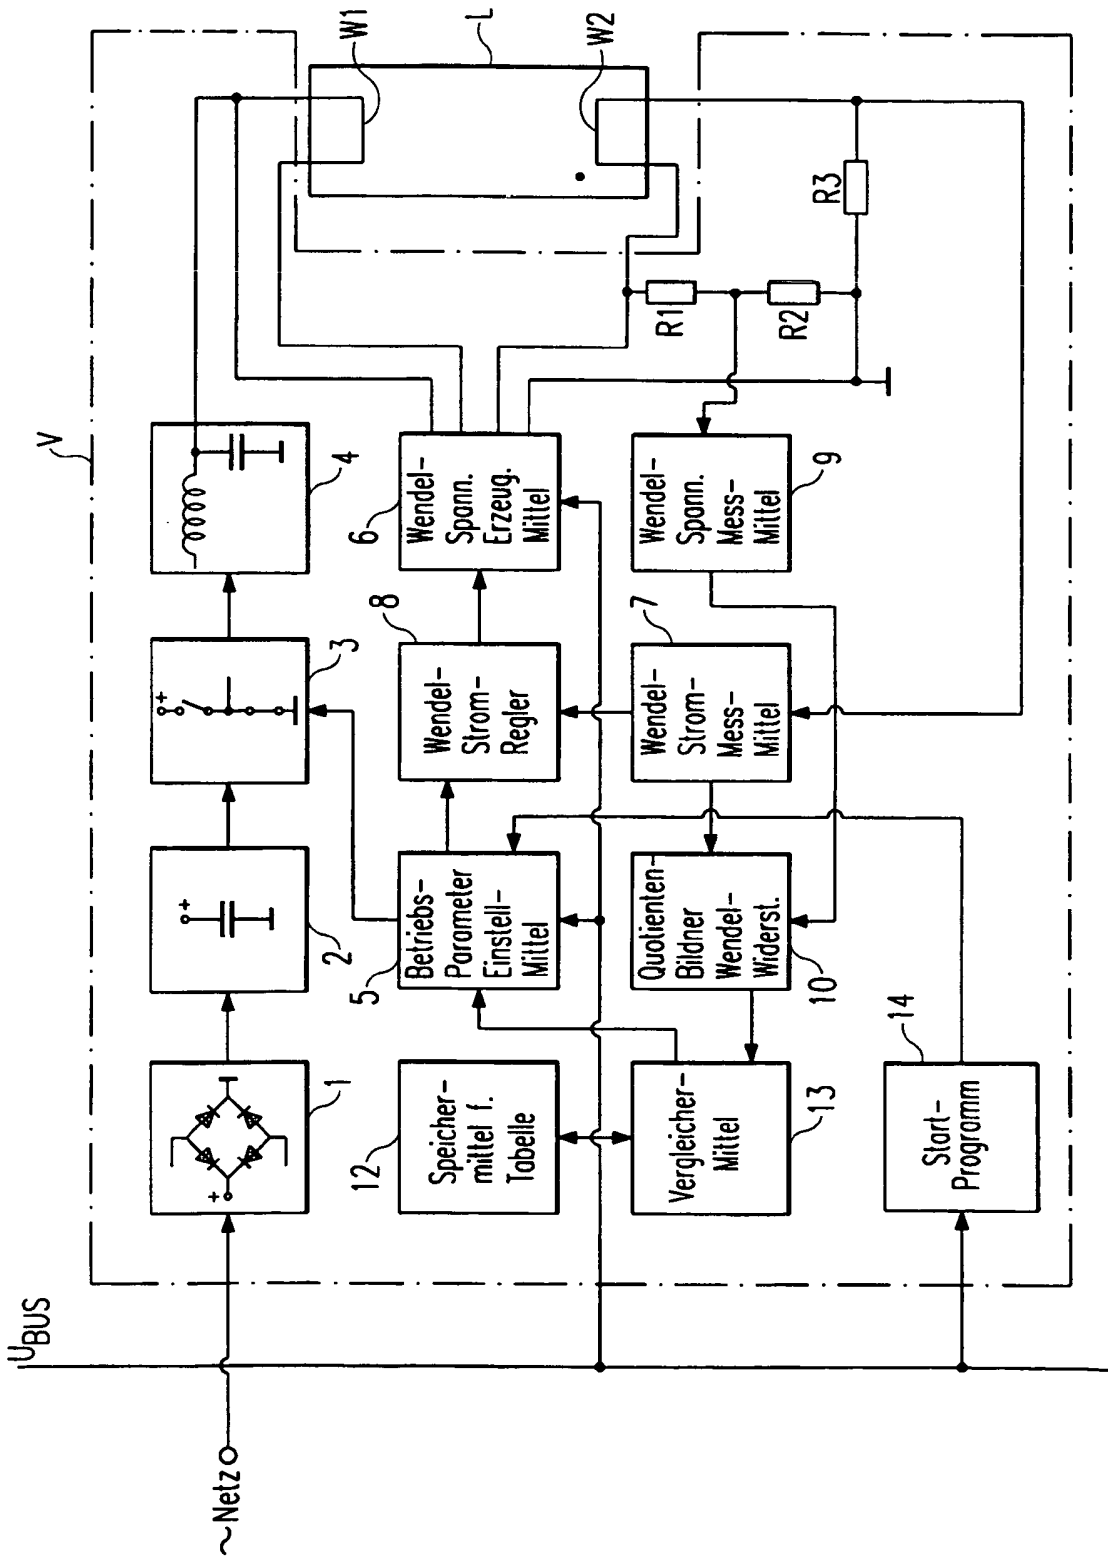 ~Netz
U_BUS
V
1
2
3
4
Speicher-
mittel f.
Tabelle
12
Betriebs-
Parameter
Einstell-
Mittel
5
Wendel-
Strom-
Regler
8
Wendel-
Spann.
Erzeug.
Mittel
6
W1
L
W2
Vergleicher-
Mittel
13
Quotienten-
Bildner
Wendel-
Widerst.
10
Wendel-
Strom-
Mess-
Mittel
7
Wendel-
Spann.
Mess-
Mittel
9
R1
R2
R3
Start-
Programm
14
+
+
+